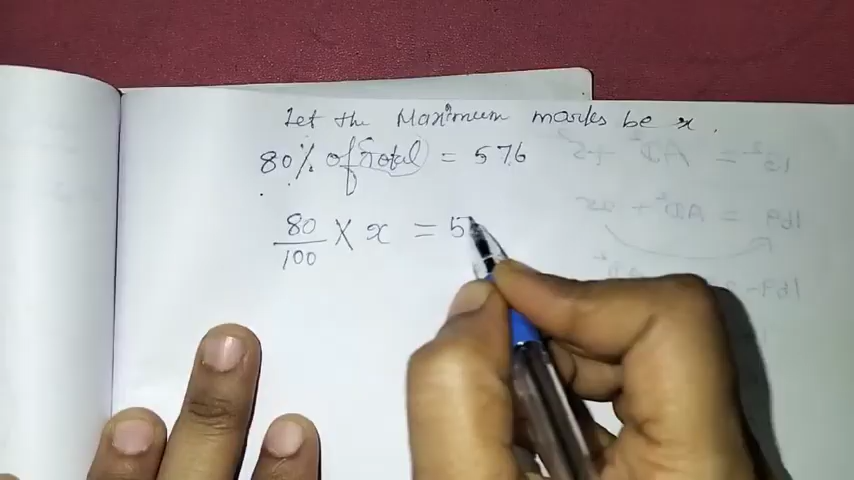 Let the Maximum marks be x.
80% of Total = 576
80/100 X x = 57